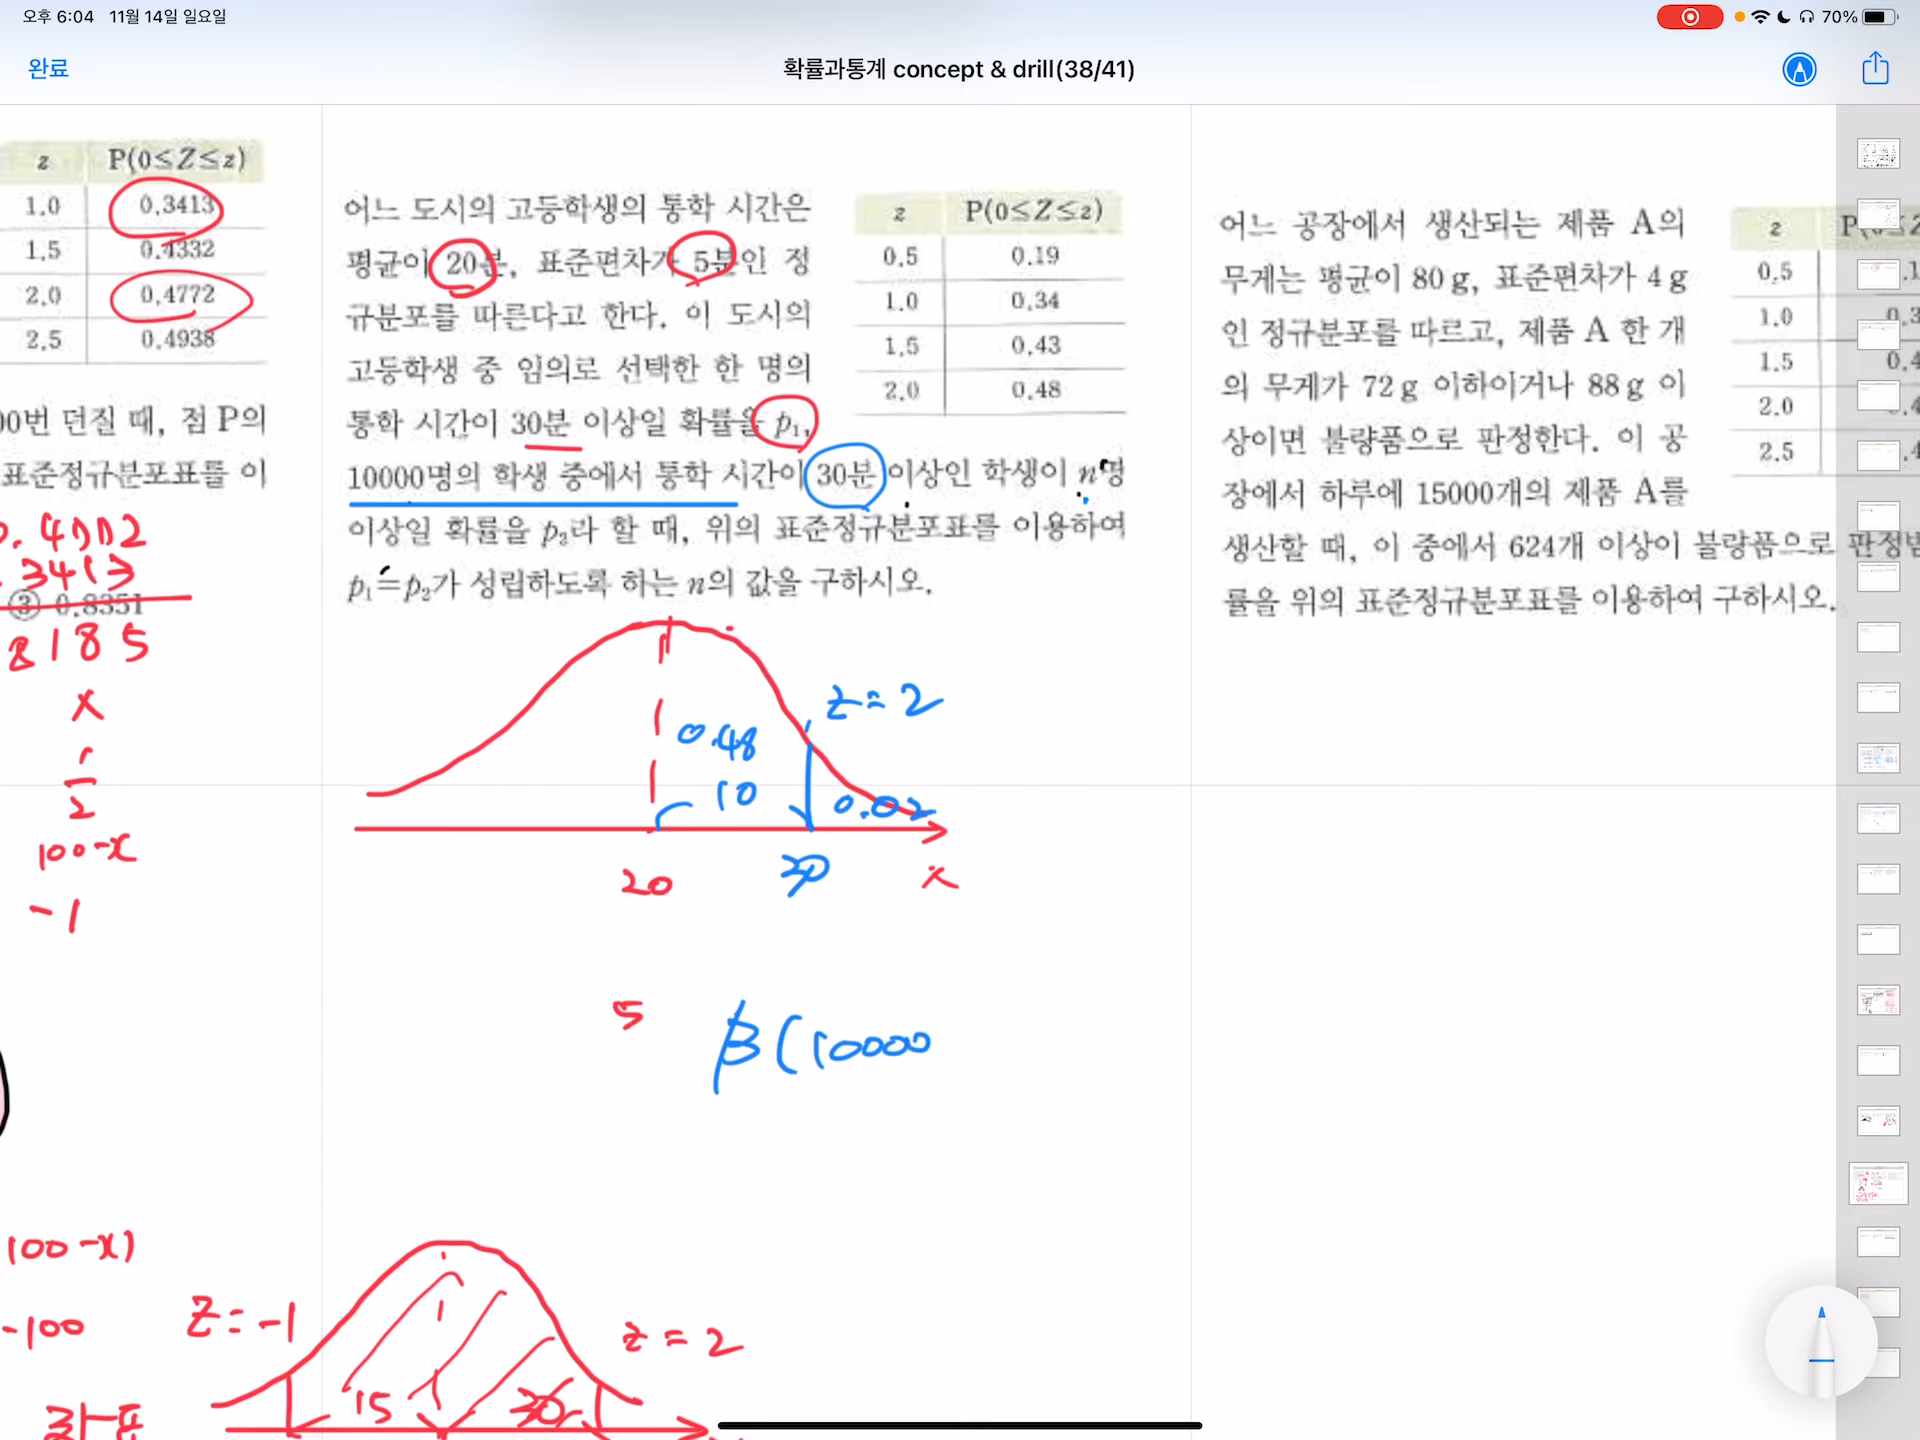 오후 6:04 11월 14일 일요일
70%
완료
확률과통계 concept & drill(38/41)
z P(0≤Z≤z)
1.0 0.3413
1.5 0.4332
2.0 0.4772
2.5 0.4938
00번 던질 때, 점 P의
표준정규분포표를 이
3413
③ 0.8351
8185
x
1
2
100-x
-1
100-x)
-100
어느 도시의 고등학생의 통학 시간은
평균이 20분, 표준편차가 5분인 정
규분포를 따른다고 한다. 이 도시의
고등학생 중 임의로 선택한 한 명의
통학 시간이 30분 이상일 확률을 p₁,
10000명의 학생 중에서 통학 시간이 30분 이상인 학생이 n명
이상일 확률을 p₂라 할 때, 위의 표준정규분포표를 이용하여
p₁=p₂가 성립하도록 하는 n의 값을 구하시오.
z P(0≤Z≤z)
0.5 0.19
1.0 0.34
1.5 0.43
2.0 0.48
z=2
0.48
10
0.02
20 30 x
5 B(10000
z=-1 z=2
15 30
어느 공장에서 생산되는 제품 A의
무게는 평균이 80g, 표준편차가 4g
인 정규분포를 따르고, 제품 A 한 개
의 무게가 72g 이하이거나 88g 이
상이면 불량품으로 판정한다. 이 공
장에서 하루에 15000개의 제품 A를
생산할 때, 이 중에서 624개 이상이 불량품으로 판정
률을 위의 표준정규분포표를 이용하여 구하시오.
z
0.5
1.0 0.3
1.5 0.4
2.0
2.5